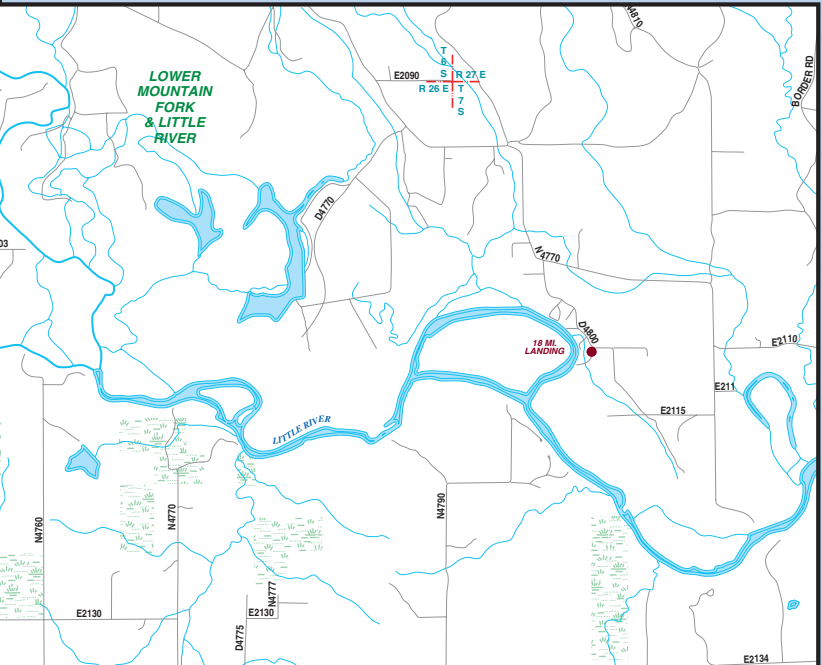 N4810
T
6
S
R 27 E
E2090
R 26 E
T
7
S
BORDER RD
LOWER
MOUNTAIN
FORK
& LITTLE
RIVER
D4770
03
N4770
D4800
18 MI.
LANDING
E2110
E211
E2115
LITTLE RIVER
N4760
N4770
N4790
N4777
E2130
E2130
D4775
E2134